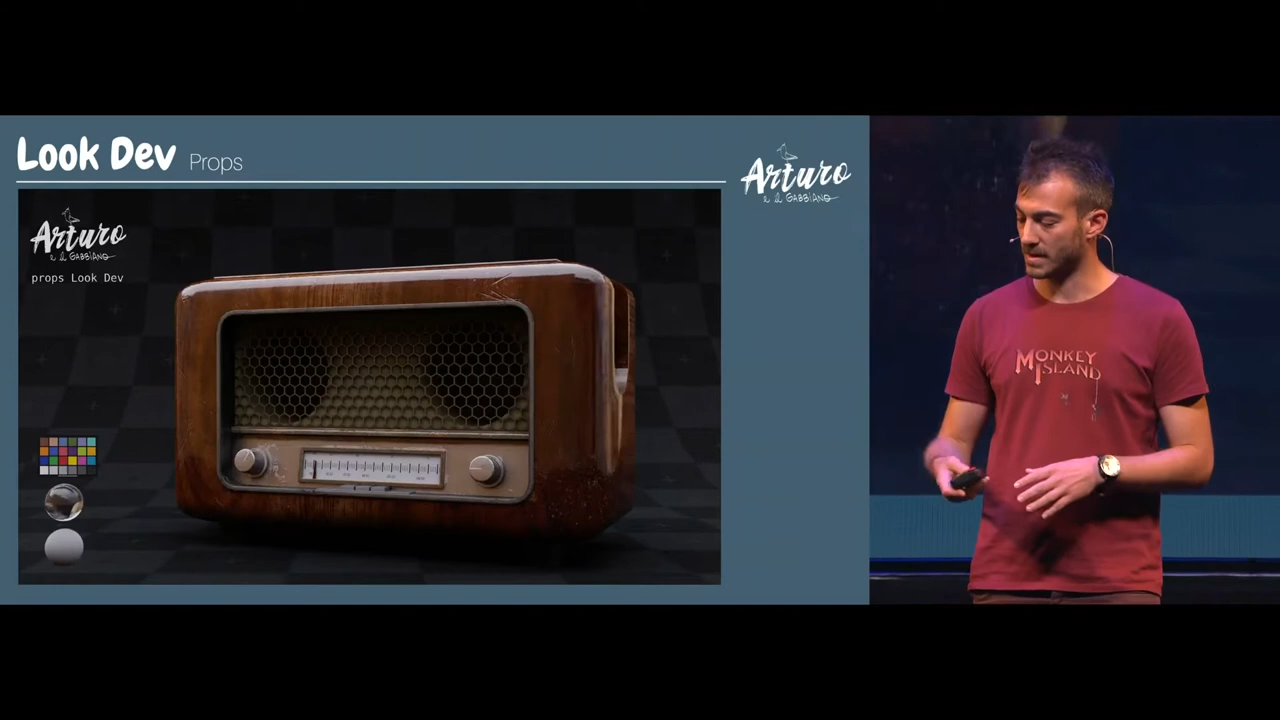 Look Dev Props
Arturo
e il GABBIANO
Arturo
e il GABBIANO
props Look Dev
MONKEY
ISLAND